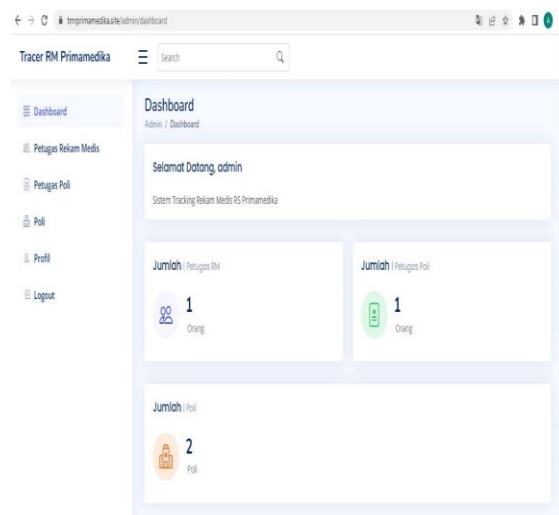 tmrprimamedika.site/admin/dashboard
A
Tracer RM Primamedika
Search
Dashboard
Petugas Rekam Medis
Petugas Poli
Poli
Profil
Logout
Dashboard
Admin / Dashboard
Selamat Datang, admin
Sistem Tracking Rekam Medis RS Primamedika
Jumlah | Petugas RM
1
Orang
Jumlah | Petugas Poli
1
Orang
Jumlah | Poli
2
Poli